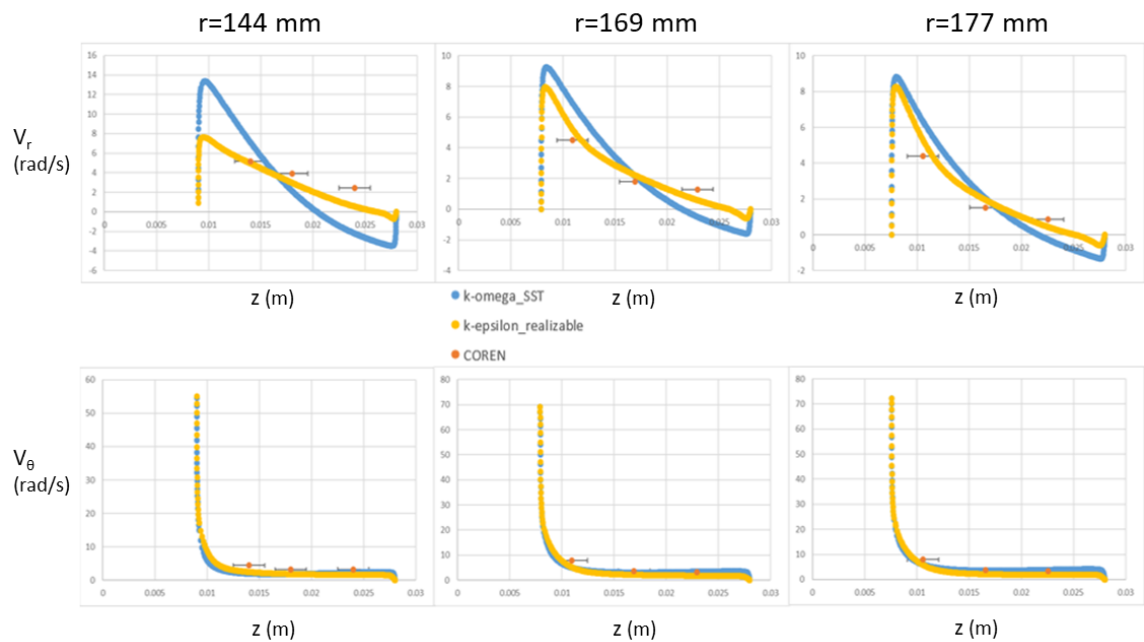 r=144 mm r=169 mm r=177 mm
16 10 10
14
12 8 8
10
8 6 6
6
4 4 4
2 2 2
0 0 0
-2 -2 -2
-4
-6 -4
0 0.005 0.01 0.015 0.02 0.025 0.03
0 0.005 0.01 0.015 0.02 0.025 0.03
0 0.005 0.01 0.015 0.02 0.025 0.03
Vr
(rad/s)
z (m) z (m) z (m)
k-omega_SST
k-epsilon_realizable
COREN
60 80 80
50 70 70
40 60 60
30 50 50
20 40 40
10 30 30
0 20 20
10 10
0 0
0 0.005 0.01 0.015 0.02 0.025 0.03
0 0.005 0.01 0.015 0.02 0.025 0.03
0 0.005 0.01 0.015 0.02 0.025 0.03
Vθ
(rad/s)
z (m) z (m) z (m)